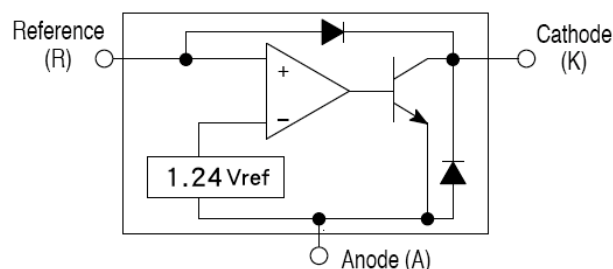 Reference
(R)
Cathode
(K)
+
−
1.24 Vref
Anode (A)